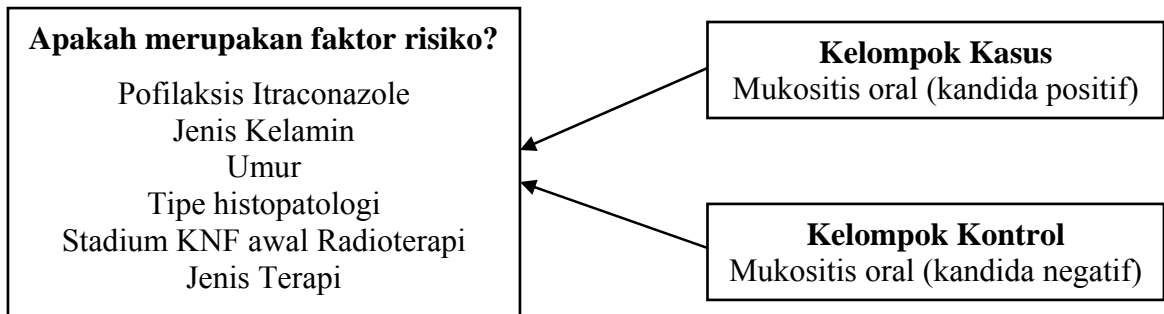 Apakah merupakan faktor risiko?
Pofilaksis Itraconazole
Jenis Kelamin
Umur
Tipe histopatologi
Stadium KNF awal Radioterapi
Jenis Terapi
Kelompok Kasus
Mukositis oral (kandida positif)
Kelompok Kontrol
Mukositis oral (kandida negatif)